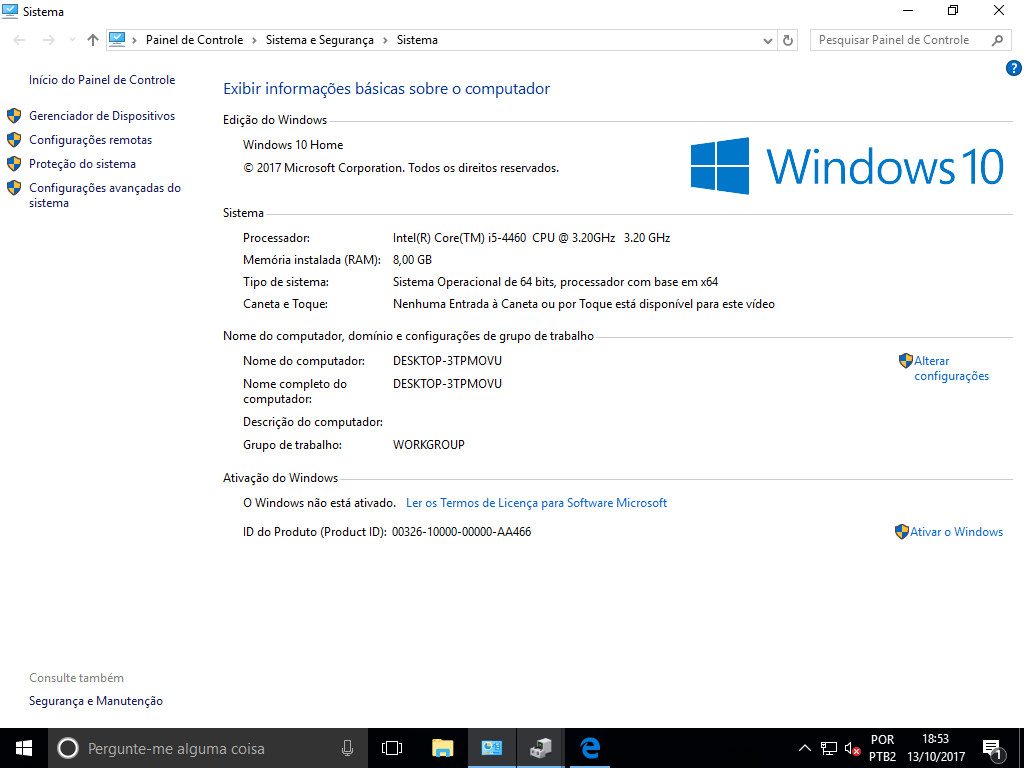 Sistema
Painel de Controle > Sistema e Segurança > Sistema
Pesquisar Painel de Controle
Início do Painel de Controle
Gerenciador de Dispositivos
Configurações remotas
Proteção do sistema
Configurações avançadas do
sistema
Exibir informações básicas sobre o computador
Edição do Windows
Windows 10 Home
© 2017 Microsoft Corporation. Todos os direitos reservados.
Windows 10
Sistema
Processador: Intel(R) Core(TM) i5-4460 CPU @ 3.20GHz 3.20 GHz
Memória instalada (RAM): 8,00 GB
Tipo de sistema: Sistema Operacional de 64 bits, processador com base em x64
Caneta e Toque: Nenhuma Entrada à Caneta ou por Toque está disponível para este vídeo
Nome do computador, domínio e configurações de grupo de trabalho
Nome do computador: DESKTOP-3TPMOVU
Nome completo do
computador: DESKTOP-3TPMOVU
Descrição do computador:
Grupo de trabalho: WORKGROUP
Alterar
configurações
Ativação do Windows
O Windows não está ativado. Ler os Termos de Licença para Software Microsoft
ID do Produto (Product ID): 00326-10000-00000-AA466
Ativar o Windows
Consulte também
Segurança e Manutenção
Pergunte-me alguma coisa
POR
PTB2
18:53
13/10/2017
1